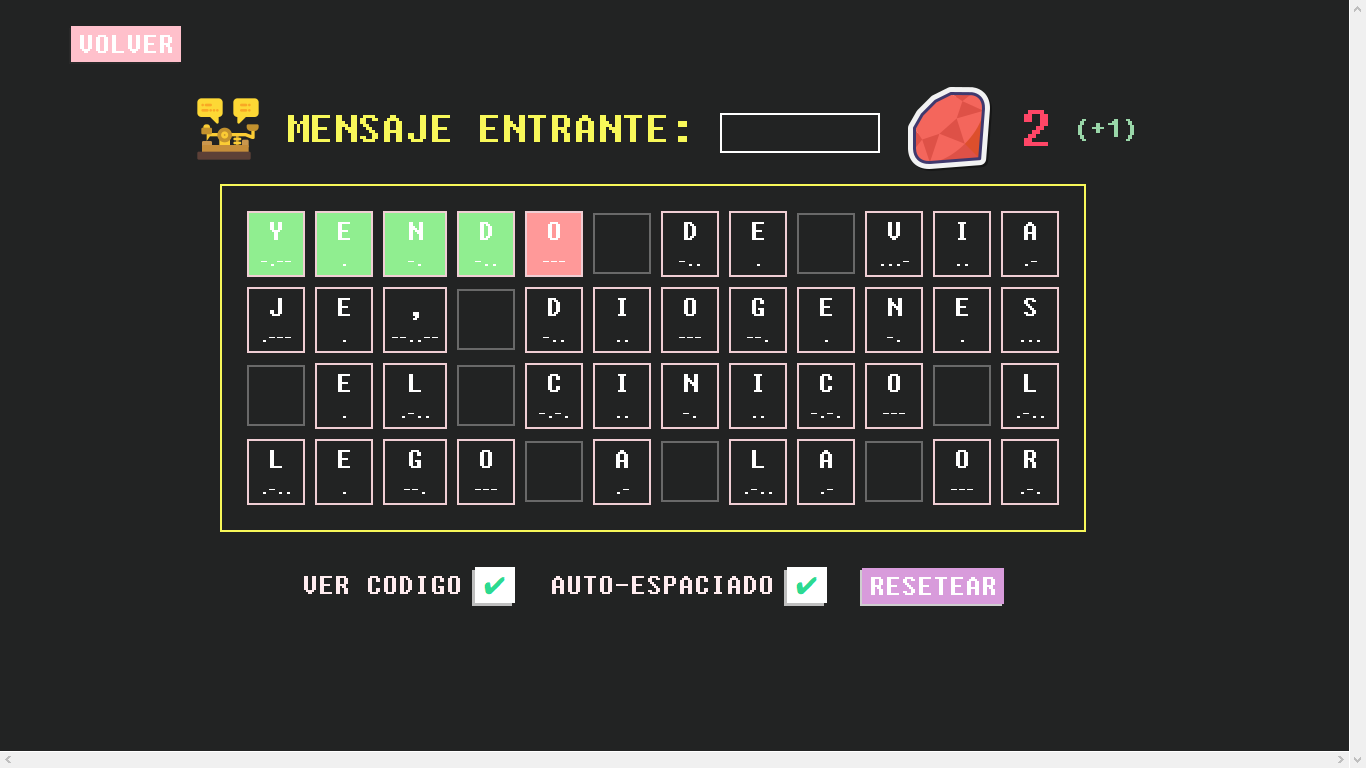 VOLVER
MENSAJE ENTRANTE: 2 (+1)
Y E N D O D E V I A
-.-- . -. -.. --- -.. . ...- .. .-
J E , D I O G E N E S
.--- . --..-- -.. .. --- --. . -. . ...
E L C I N I C O L
. .-.. -.-. .. -. .. -.-. --- .-..
L E G O A L A O R
.-.. . --. --- .- .-.. .- --- .-.
VER CODIGO ✔ AUTO-ESPACIADO ✔ RESETEAR